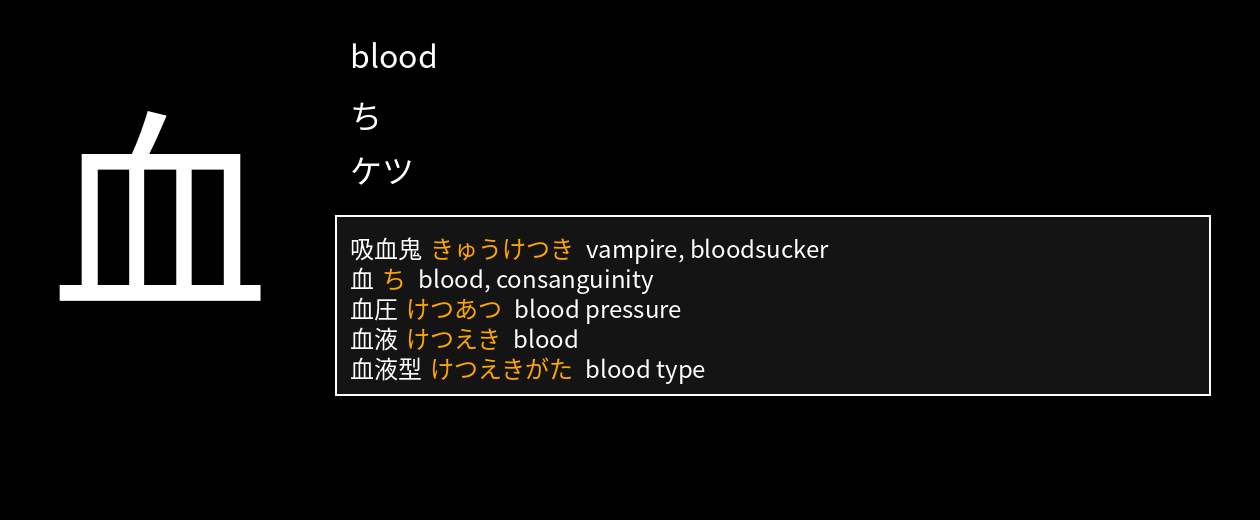 血
blood
ち
ケツ
吸血鬼 きゅうけつき vampire, bloodsucker
血 ち blood, consanguinity
血圧 けつあつ blood pressure
血液 けつえき blood
血液型 けつえきがた blood type